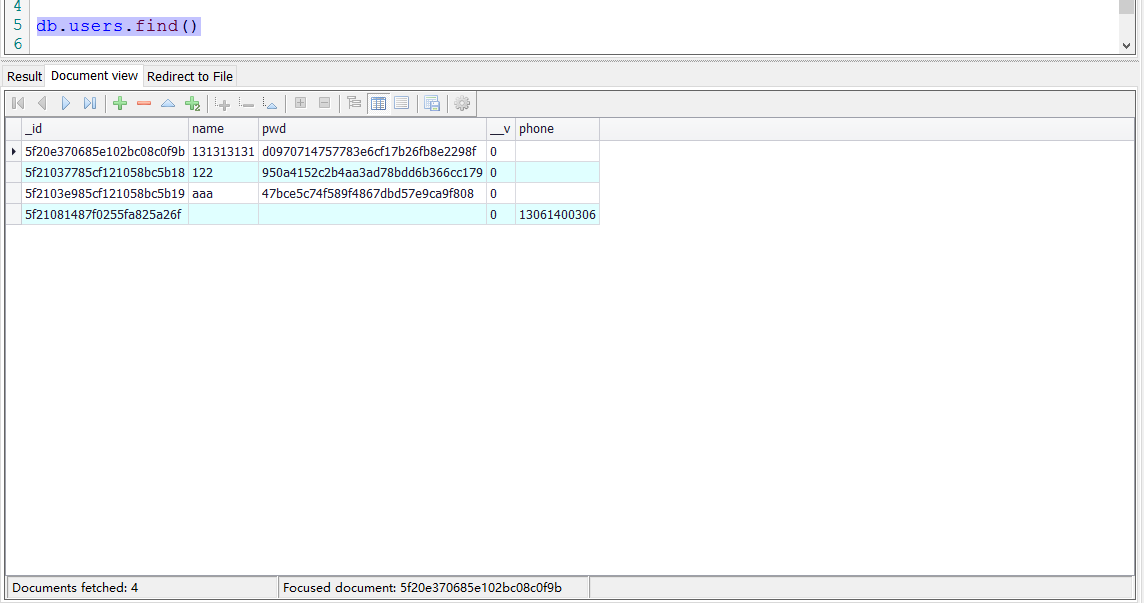 4
5 db.users.find()
6
Result Document view Redirect to File
_id name pwd __v phone
5f20e370685e102bc08c0f9b 131313131 d0970714757783e6cf17b26fb8e2298f 0
5f21037785cf121058bc5b18 122 950a4152c2b4aa3ad78bdd6b366cc179 0
5f2103e985cf121058bc5b19 aaa 47bce5c74f589f4867dbd57e9ca9f808 0
5f21081487f0255fa825a26f 0 13061400306
Documents fetched: 4 Focused document: 5f20e370685e102bc08c0f9b